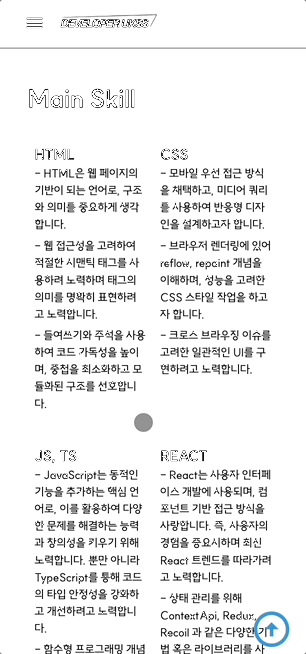 DEVELOPER LIKSS
Main Skill
HTML
- HTML은 웹 페이지의
기반이 되는 언어로, 구조
와 의미를 중요하게 생각
합니다.
- 웹 접근성을 고려하여
적절한 시맨틱 태그를 사
용하려 노력하며 태그의
의미를 명확히 표현하려
고 노력합니다.
- 들여쓰기와 주석을 사용
하여 코드 가독성을 높이
며, 중첩을 최소화하고 모
듈화된 구조를 선호합니
다.
CSS
- 모바일 우선 접근 방식
을 채택하고, 미디어 쿼리
를 사용하여 반응형 디자
인을 설계하고자 합니다.
- 브라우저 렌더링에 있어
reflow, repaint 개념을
이해하며, 성능을 고려한
CSS 스타일 작업을 하고
자 합니다.
- 크로스 브라우징 이슈를
고려한 일관적인 UI를 구
현하려고 노력합니다.
JS, TS
- JavaScript는 동적인
기능을 추가하는 핵심 언
어로, 이를 활용하여 다양
한 문제를 해결하는 능력
과 창의성을 키우기 위해
노력합니다. 뿐만 아니라
TypeScript를 통해 코드
의 타입 안정성을 강화하
고 개선하려고 노력합니
다.
- 함수형 프로그래밍 개념
REACT
- React는 사용자 인터페
이스 개발에 사용되며, 컴
포넌트 기반 접근 방식을
사랑합니다. 즉, 사용자의
경험을 중요시하며 최신
React 트렌드를 따라가려
고 노력합니다.
- 상태 관리를 위해
ContextApi, Redux,
Recoil 과 같은 다양한 기
법 혹은 라이브러리를 사